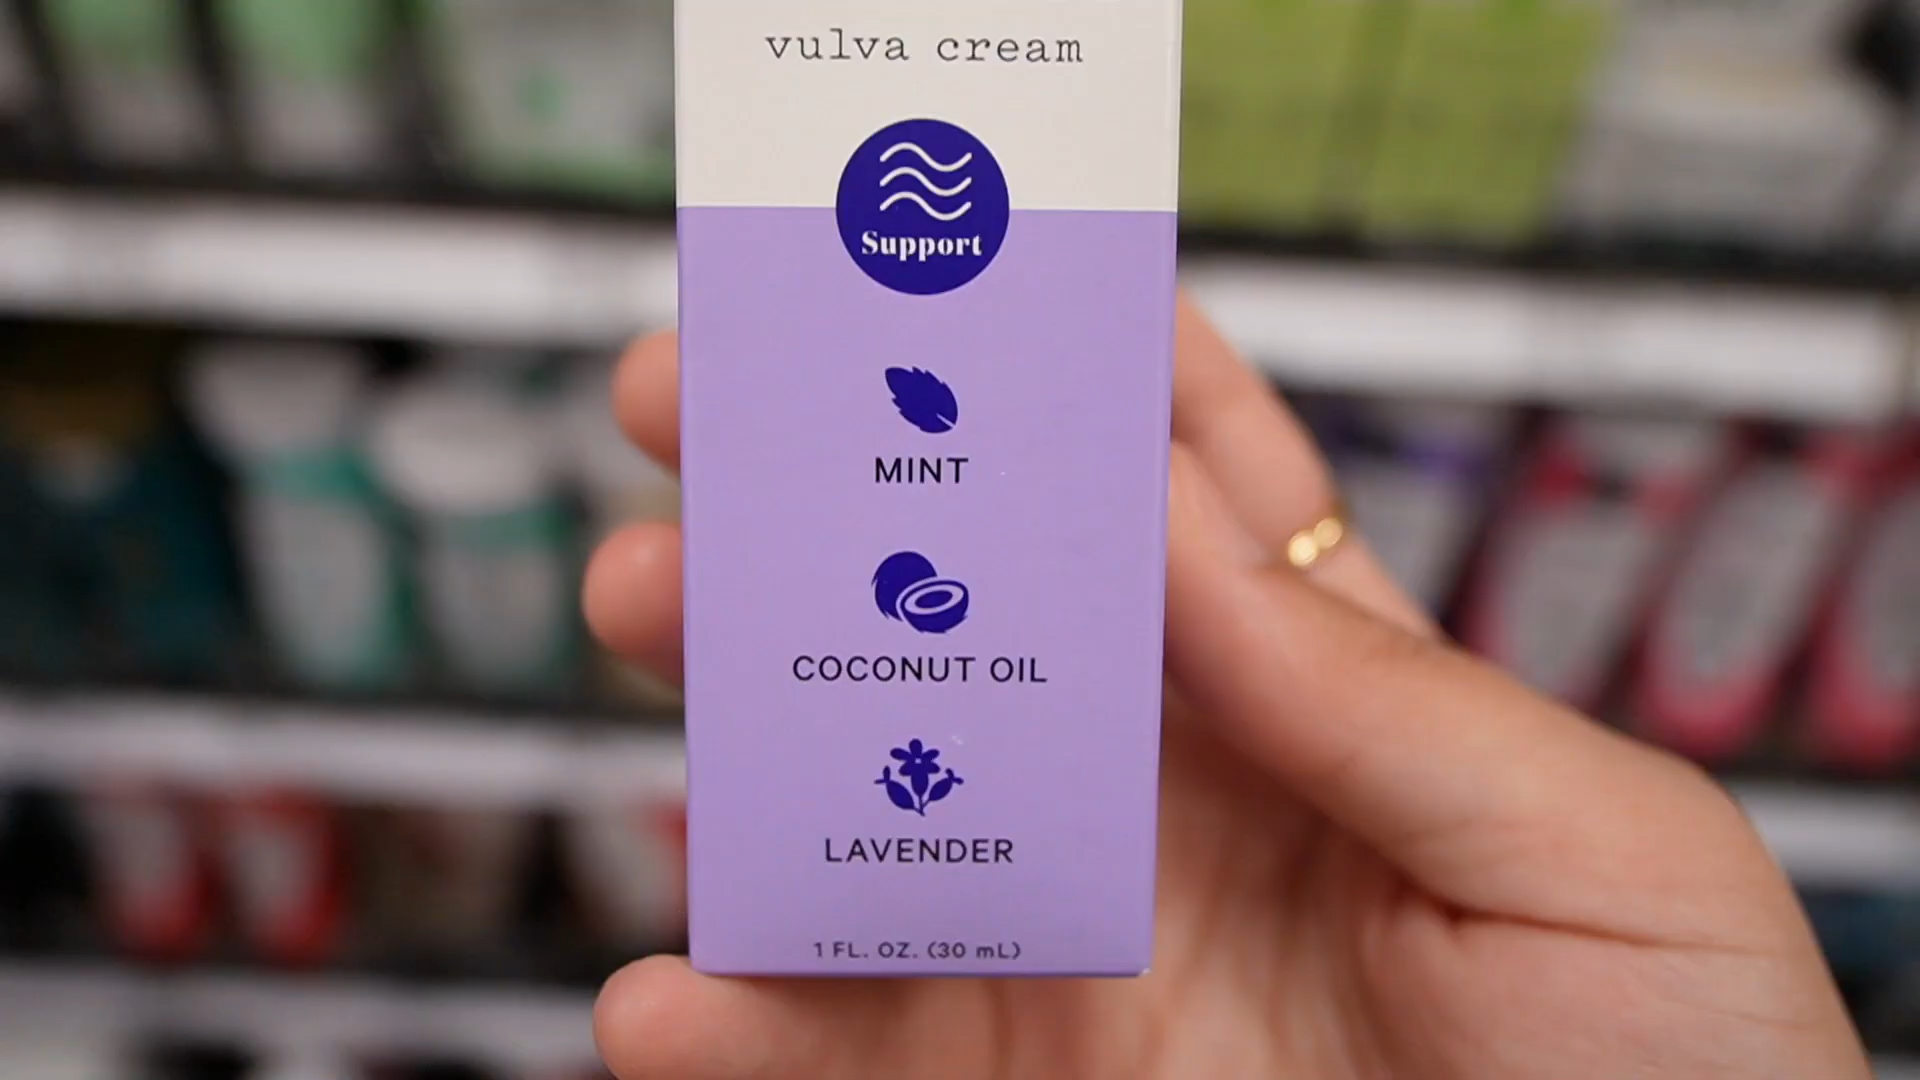 vulva cream
Support
MINT
COCONUT OIL
LAVENDER
1 FL. OZ. (30 mL)